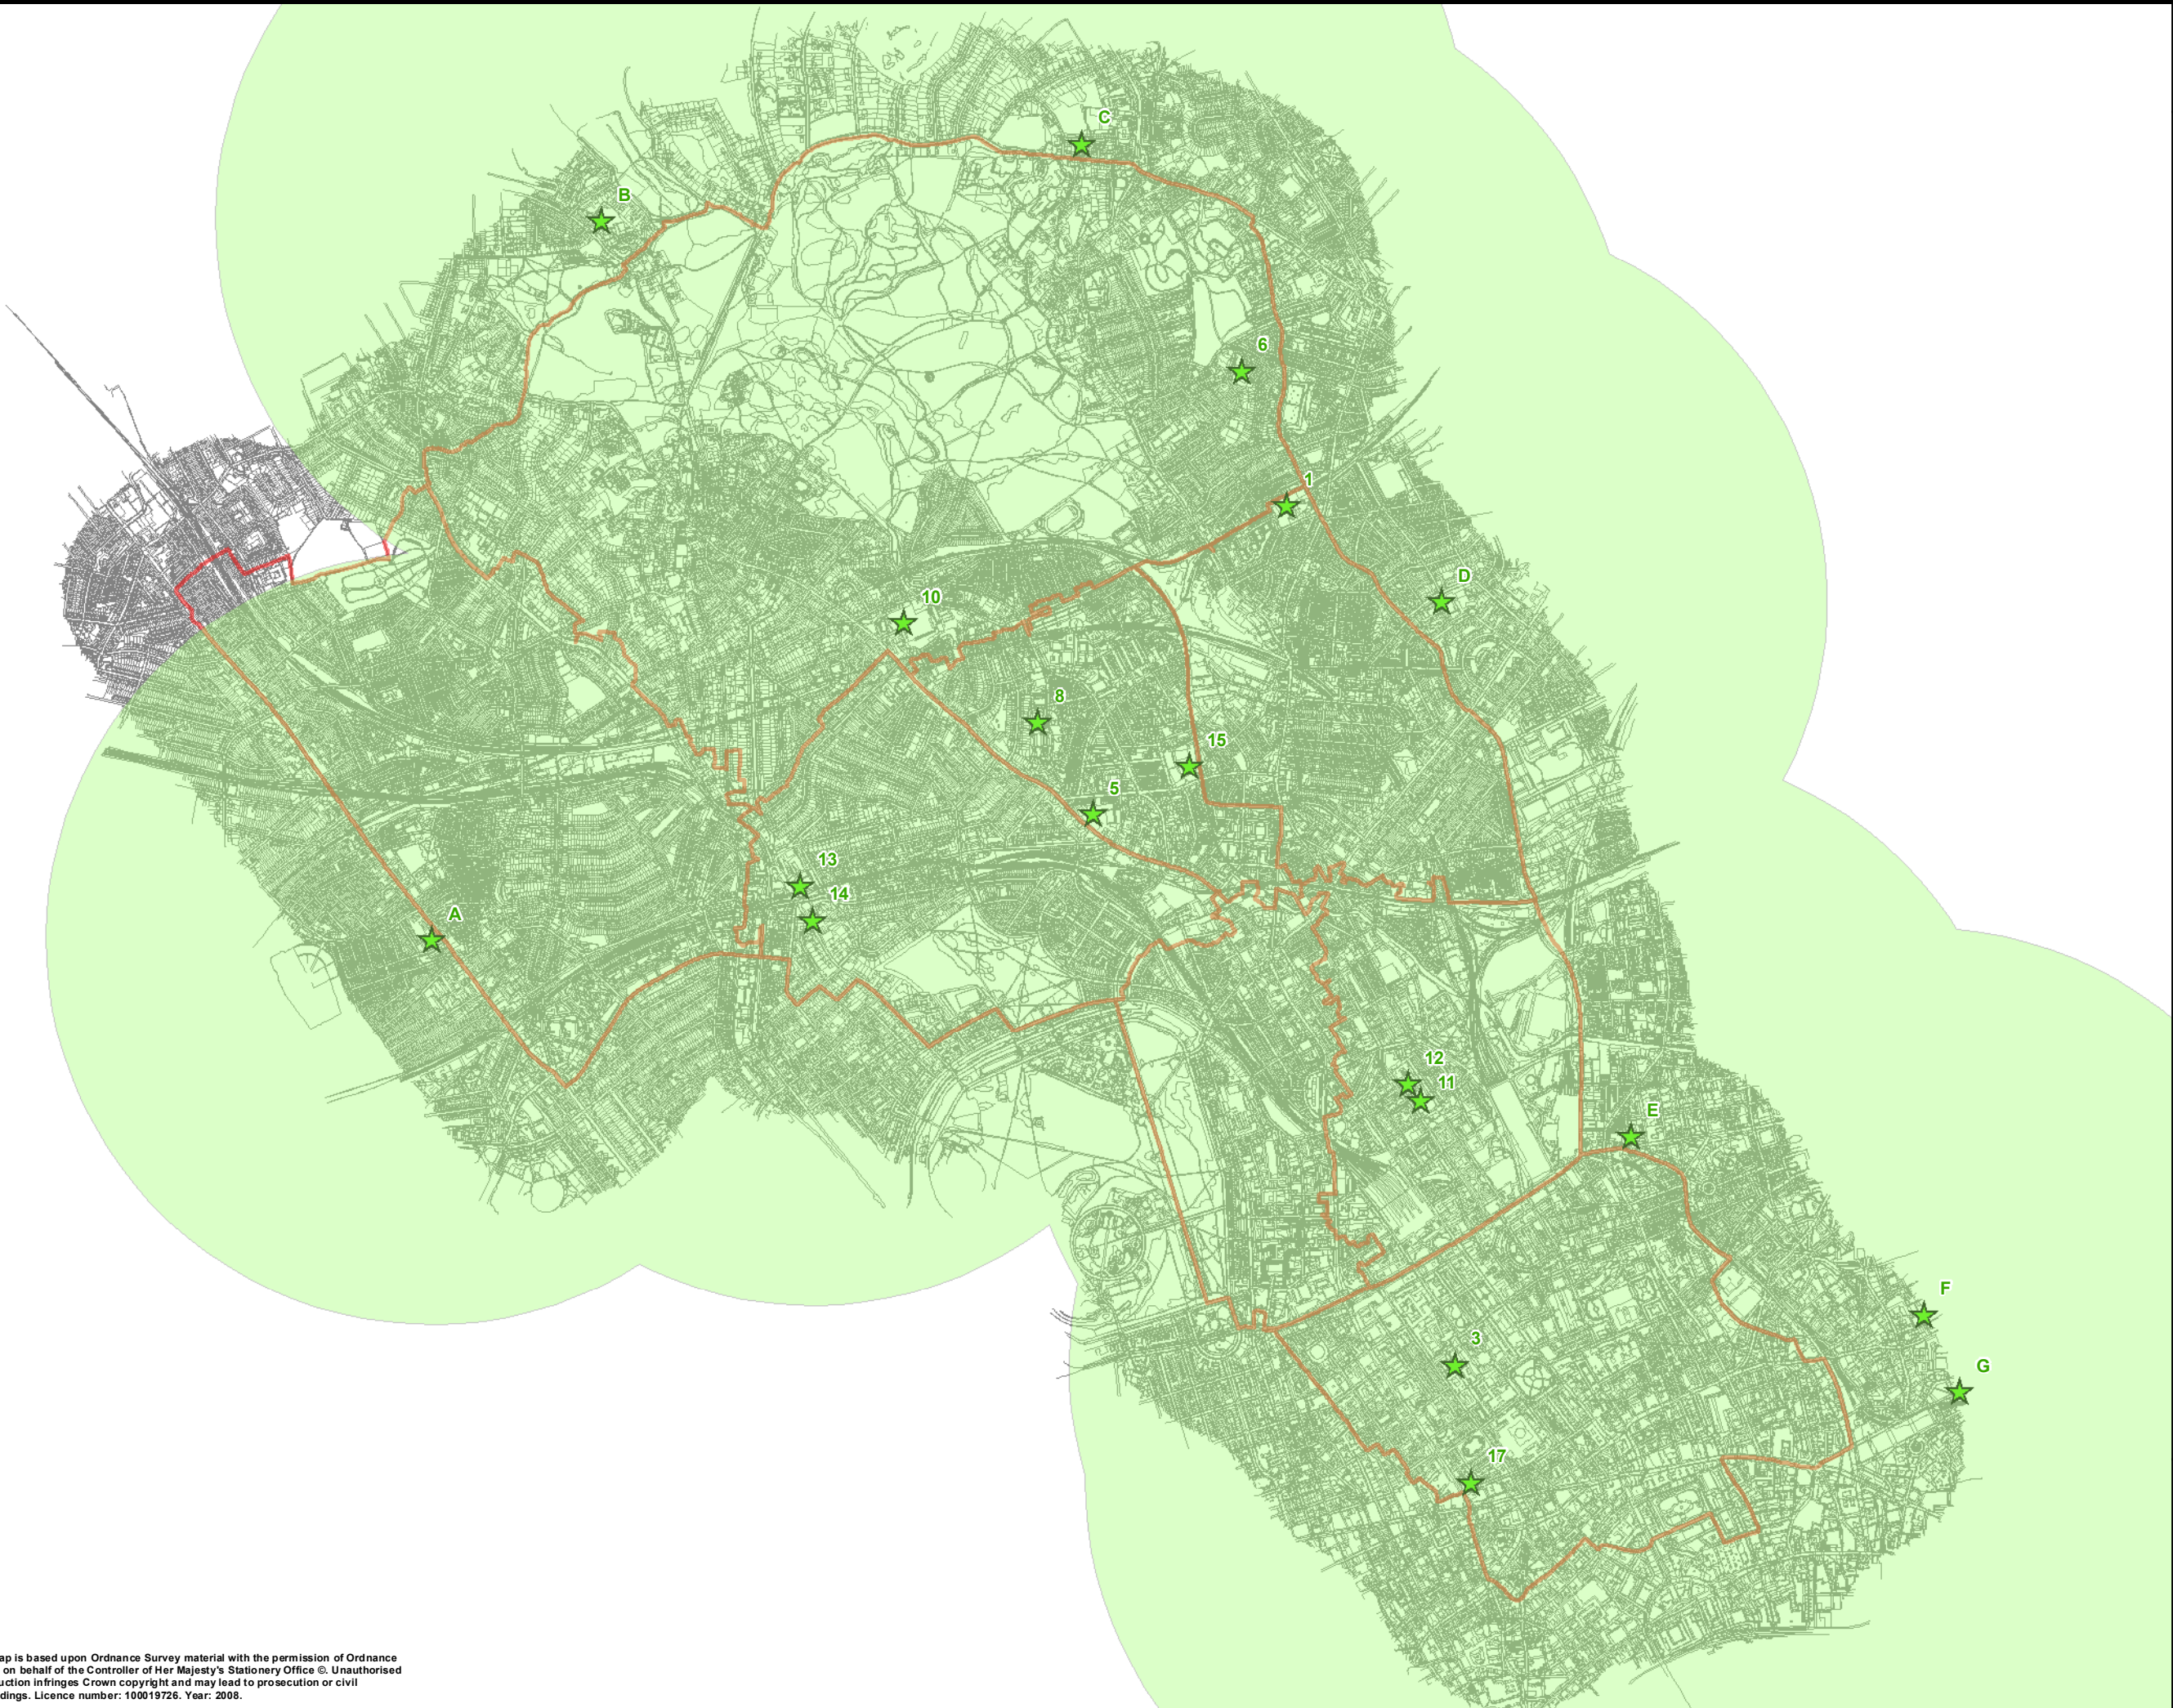 C
B
6
1
D
10
8
15
5
13
14
A
12
11
E
F
3
G
17
ap is based upon Ordnance Survey material with the permission of Ordnance
on behalf of the Controller of Her Majesty's Stationery Office ©. Unauthorised
uction infringes Crown copyright and may lead to prosecution or civil
dings. Licence number: 100019726. Year: 2008.